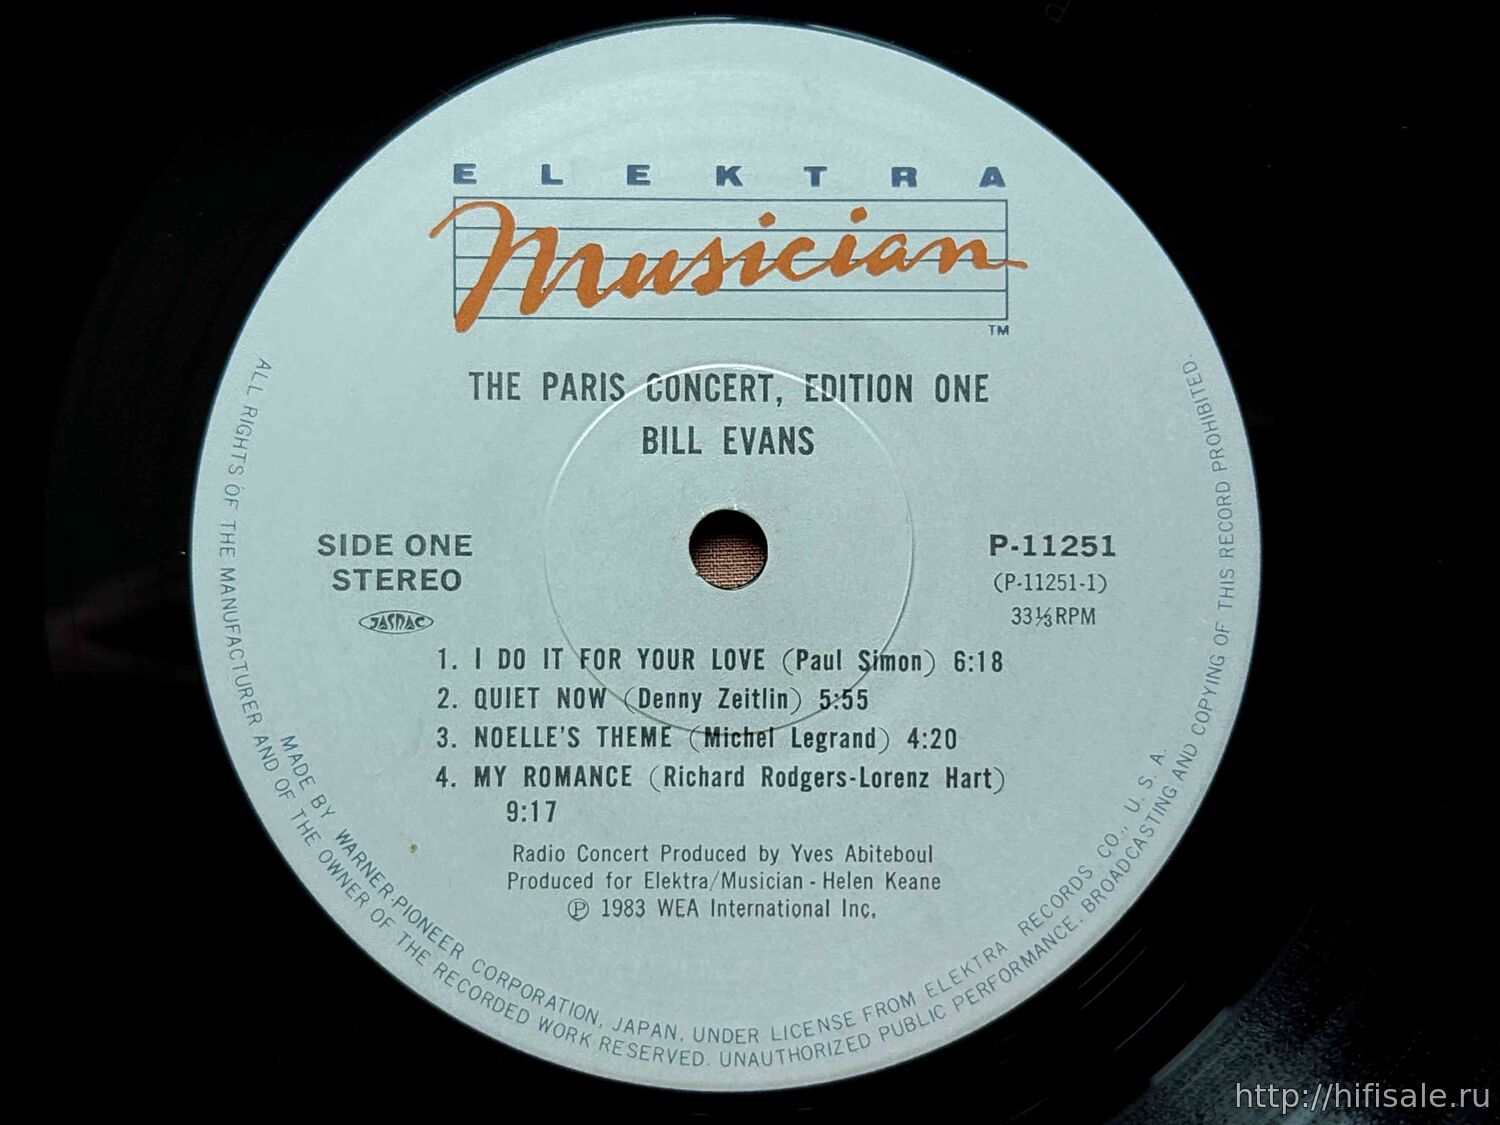 ELEKTRA
Musician
TM
THE PARIS CONCERT, EDITION ONE
BILL EVANS
SIDE ONE
STEREO
JASRAC
P-11251
(P-11251-1)
33⅓RPM
1. I DO IT FOR YOUR LOVE (Paul Simon) 6:18
2. QUIET NOW (Denny Zeitlin) 5:55
3. NOELLE'S THEME (Michel Legrand) 4:20
4. MY ROMANCE (Richard Rodgers-Lorenz Hart)
9:17
Radio Concert Produced by Yves Abiteboul
Produced for Elektra/Musician - Helen Keane
℗ 1983 WEA International Inc.
MADE BY WARNER-PIONEER CORPORATION, JAPAN, UNDER LICENSE FROM ELEKTRA RECORDS CO., U. S. A.
ALL RIGHTS OF THE MANUFACTURER AND OF THE OWNER OF THE RECORDED WORK RESERVED. UNAUTHORIZED PUBLIC PERFORMANCE, BROADCASTING AND COPYING OF THIS RECORD PROHIBITED.
http://hifisale.ru